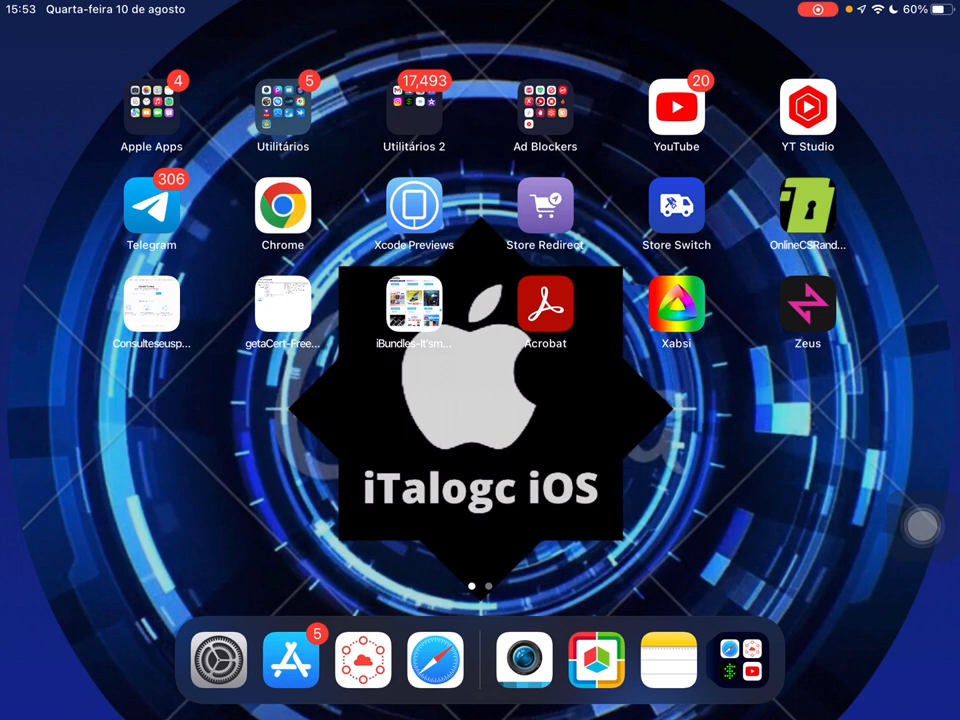 15:53 Quarta-feira 10 de agosto
60%
4
5
17,493
20
Apple Apps
Utilitários
Utilitários 2
Ad Blockers
YouTube
YT Studio
306
Telegram
Chrome
Xcode Previews
Store Redirect
Store Switch
OnlineCSRand...
Consulteseusp...
getaCert-Free...
iBundles-It'sm...
Acrobat
Xabsi
Zeus
iTalogc iOS
5